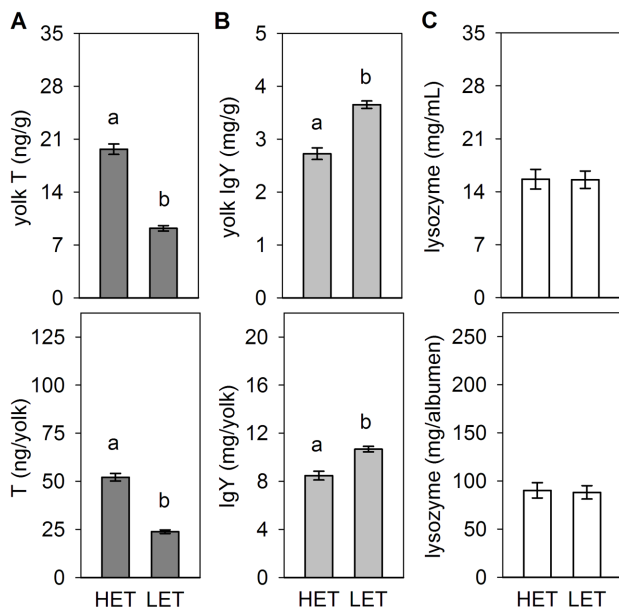 A
yolk T (ng/g)
35
28
21
14
7
0
a
b
B
yolk IgY (mg/g)
5
4
3
2
1
0
a
b
C
lysozyme (mg/mL)
35
28
21
14
7
0
T (ng/yolk)
125
100
75
50
25
0
a
b
HET LET
IgY (mg/yolk)
20
16
12
8
4
0
a
b
HET LET
lysozyme (mg/albumen)
250
200
150
100
50
0
HET LET